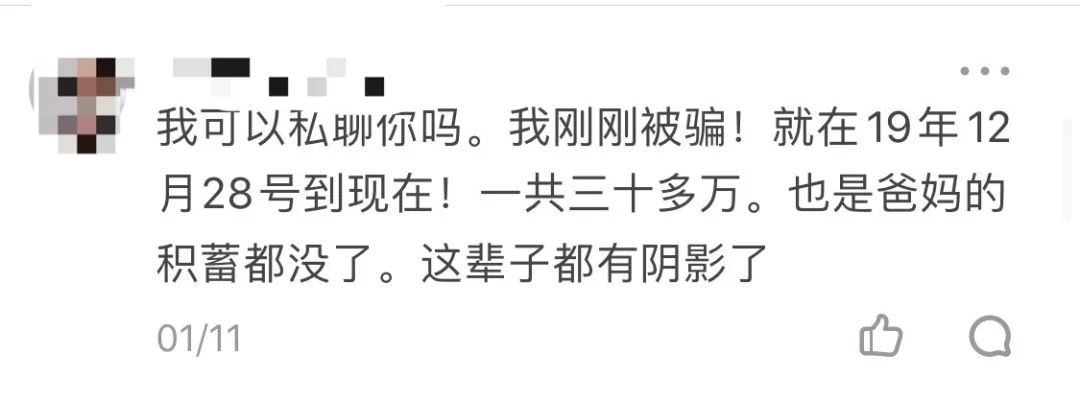 我可以私聊你吗。我刚刚被骗！就在19年12
月28号到现在！一共三十多万。也是爸妈的
积蓄都没了。这辈子都有阴影了
01/11